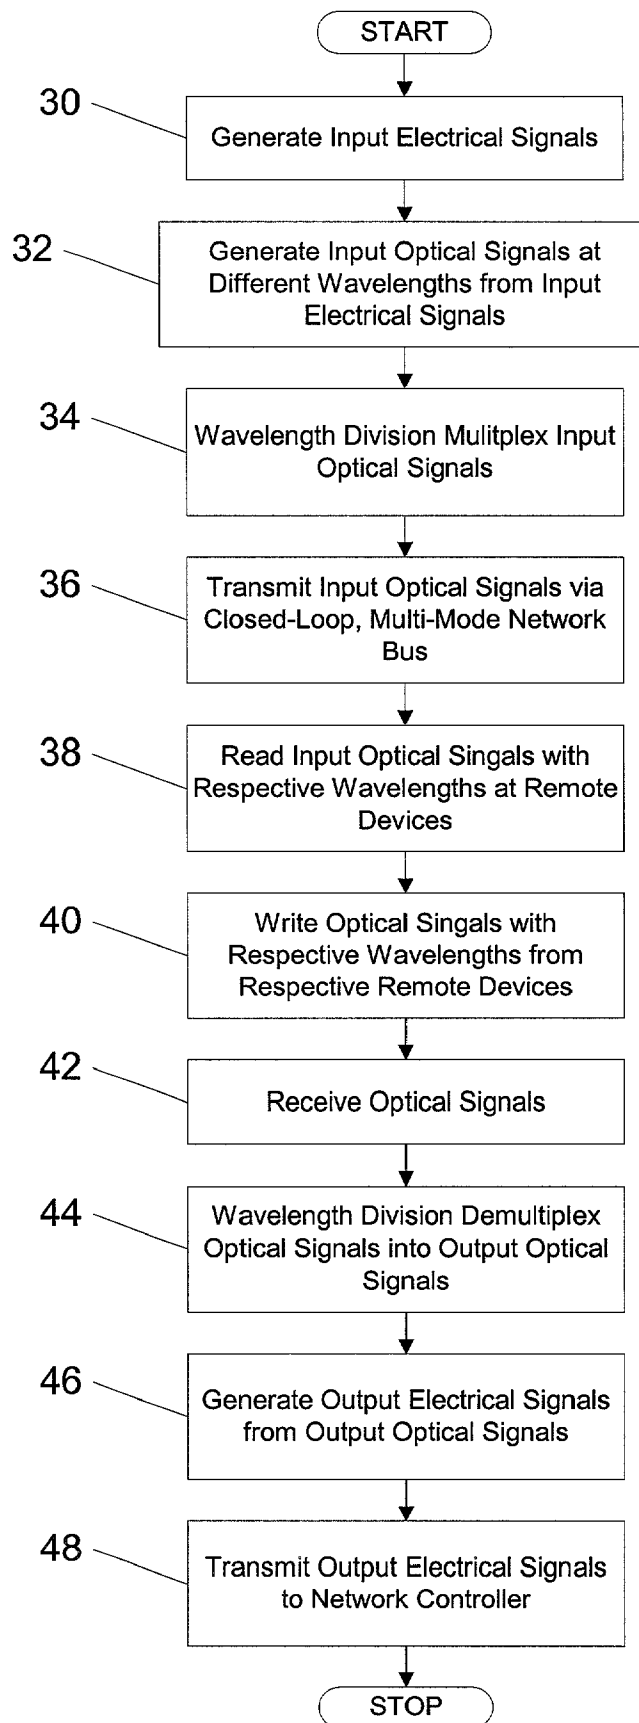 START
30
Generate Input Electrical Signals
32
Generate Input Optical Signals at
Different Wavelengths from Input
Electrical Signals
34
Wavelength Division Mulitplex Input
Optical Signals
36
Transmit Input Optical Signals via
Closed-Loop, Multi-Mode Network
Bus
38
Read Input Optical Singals with
Respective Wavelengths at Remote
Devices
40
Write Optical Singals with
Respective Wavelengths from
Respective Remote Devices
42
Receive Optical Signals
44
Wavelength Division Demultiplex
Optical Signals into Output Optical
Signals
46
Generate Output Electrical Signals
from Output Optical Signals
48
Transmit Output Electrical Signals
to Network Controller
STOP